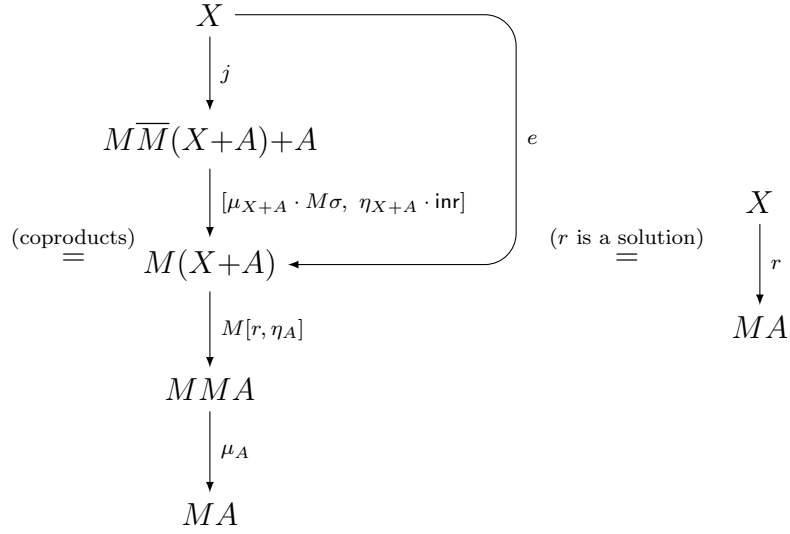 X
j
e
M\overline{M}(X+A)+A
[μ_{X+A} · Mσ, η_{X+A} · inr]
X
(coproducts)
=
M(X+A)
(r is a solution)
=
r
M[r, η_A]
MA
MMA
μ_A
MA